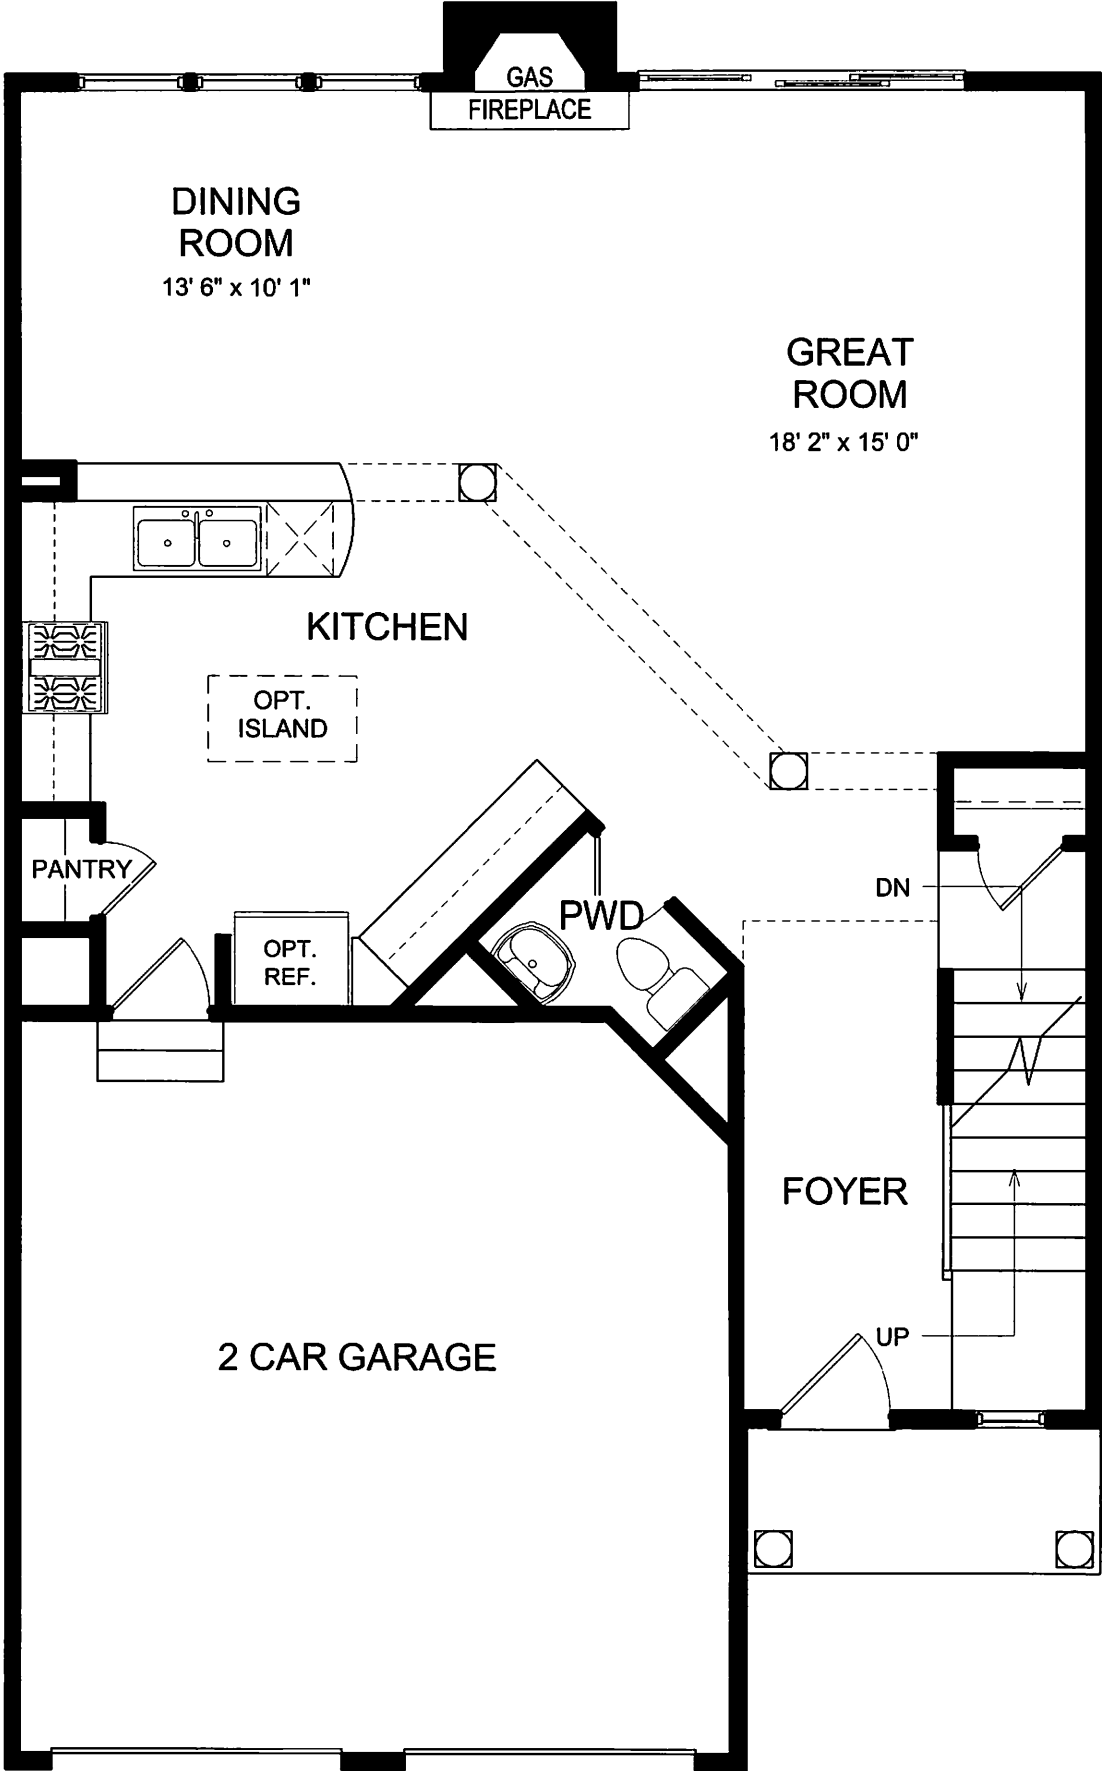 GAS
FIREPLACE
DINING
ROOM
13' 6" x 10' 1"
GREAT
ROOM
18' 2" x 15' 0"
KITCHEN
OPT.
ISLAND
PANTRY
DN
PWD
OPT.
REF.
FOYER
UP
2 CAR GARAGE